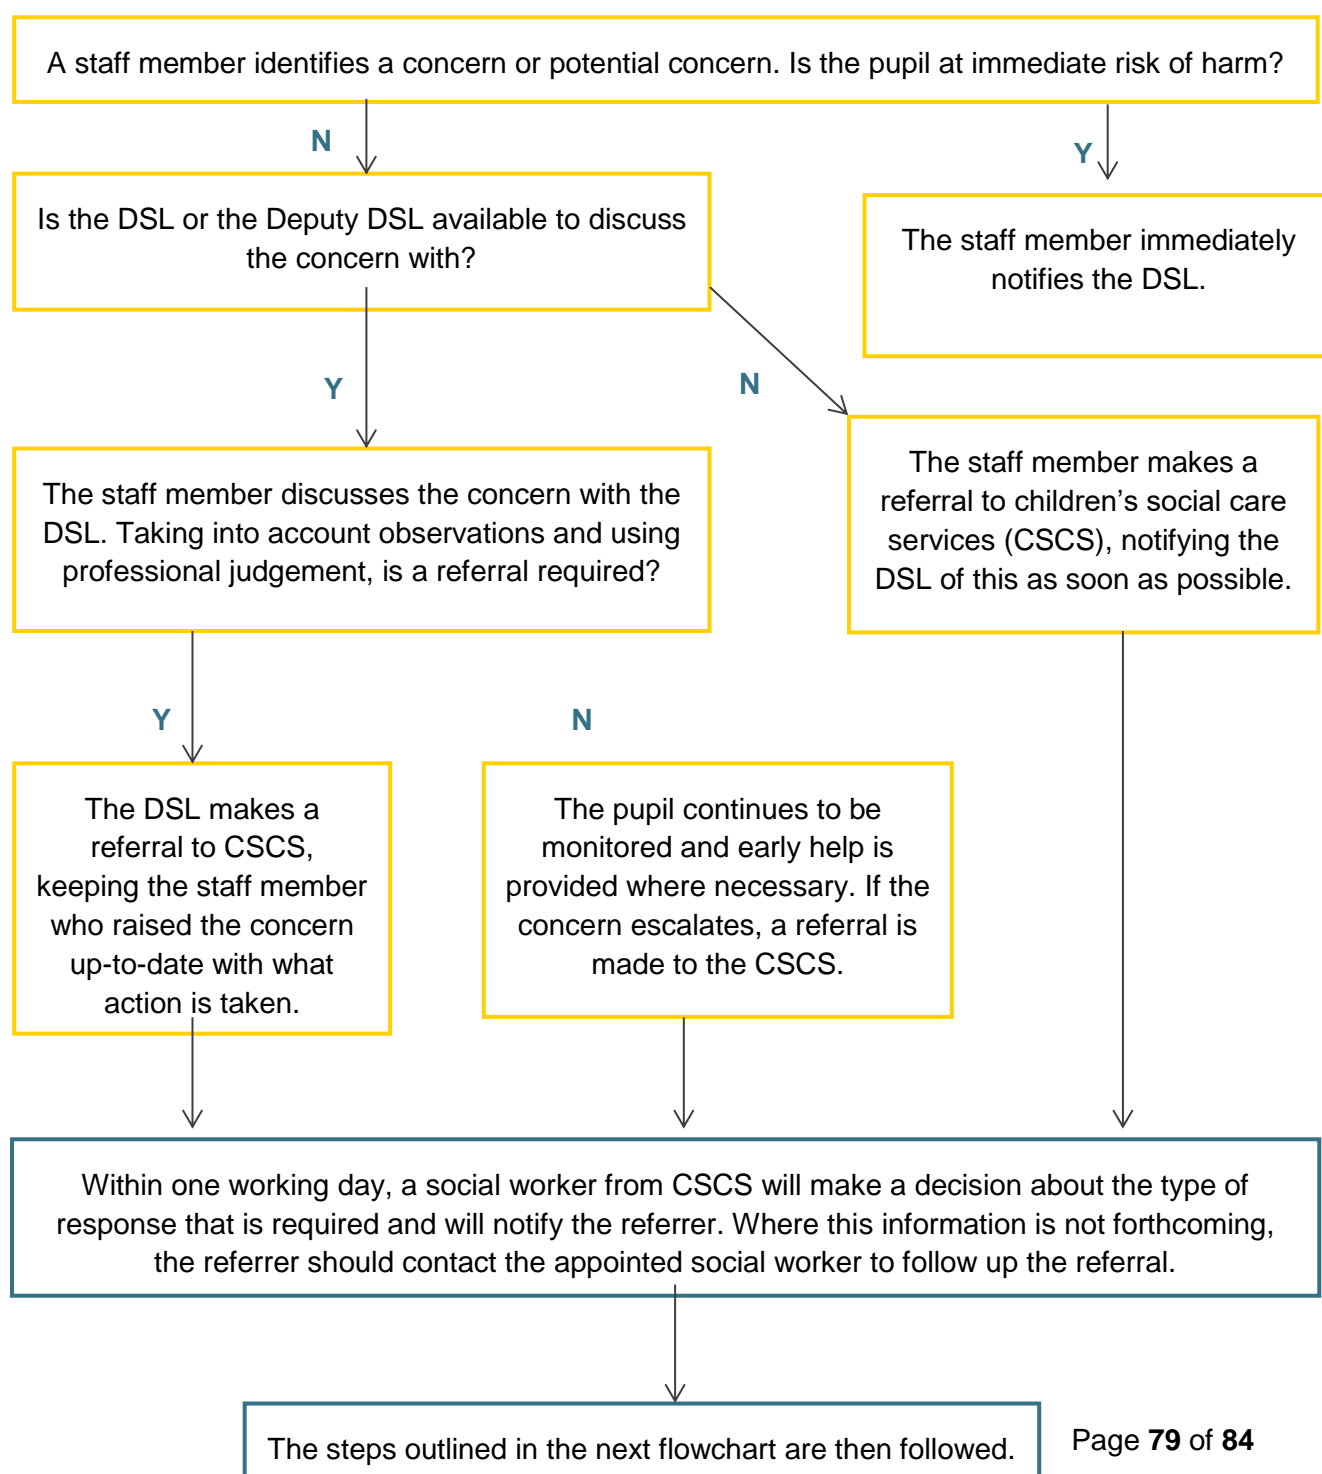 A staff member identifies a concern or potential concern. Is the pupil at immediate risk of harm?
N
Y
Is the DSL or the Deputy DSL available to discuss
the concern with?
The staff member immediately
notifies the DSL.
Y
N
The staff member discusses the concern with the
DSL. Taking into account observations and using
professional judgement, is a referral required?
The staff member makes a
referral to children’s social care
services (CSCS), notifying the
DSL of this as soon as possible.
Y
N
The DSL makes a
referral to CSCS,
keeping the staff member
who raised the concern
up-to-date with what
action is taken.
The pupil continues to be
monitored and early help is
provided where necessary. If the
concern escalates, a referral is
made to the CSCS.
Within one working day, a social worker from CSCS will make a decision about the type of
response that is required and will notify the referrer. Where this information is not forthcoming,
the referrer should contact the appointed social worker to follow up the referral.
The steps outlined in the next flowchart are then followed.
Page 79 of 84